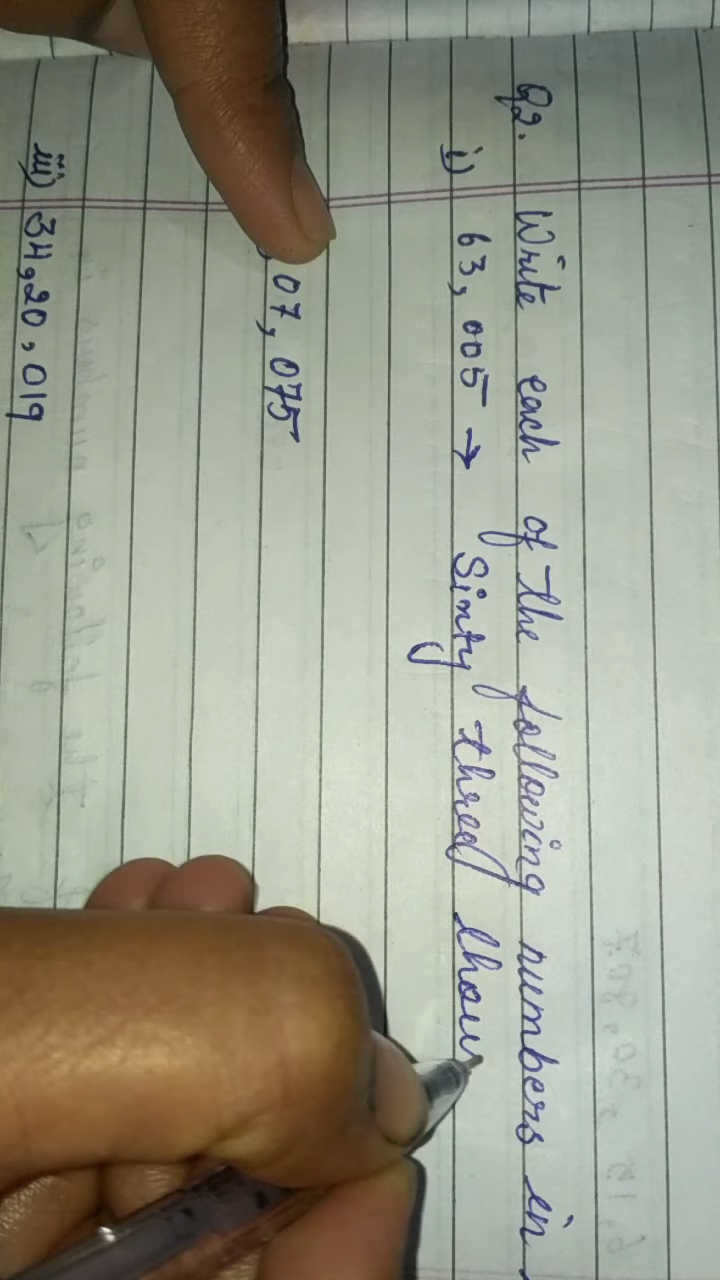 Q2. Write each of the following numbers in
i) 63,005 → Sixty three thou
07,075
iii) 34,20,019